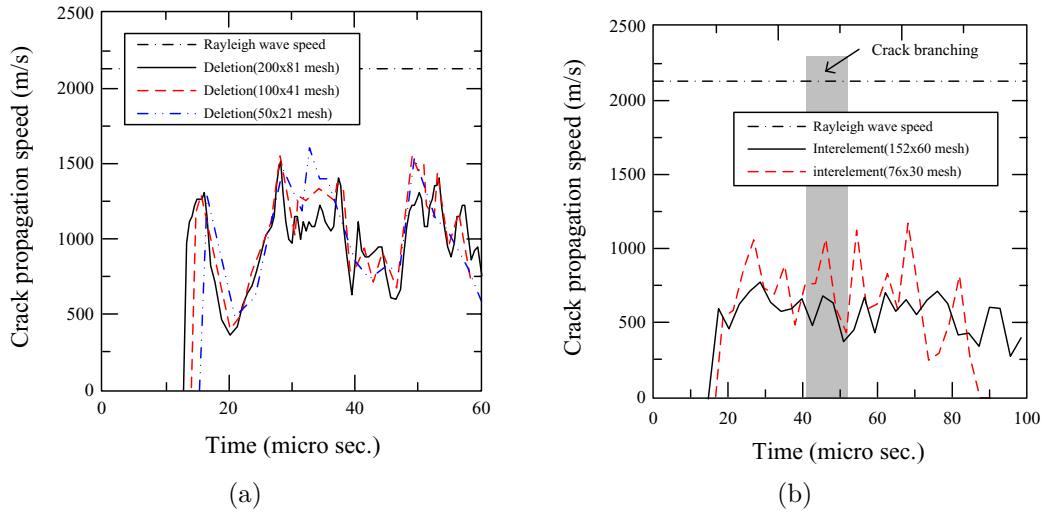 2500
2000
1500
1000
500
0
Crack propagation speed (m/s)
Rayleigh wave speed
Deletion(200x81 mesh)
Deletion(100x41 mesh)
Deletion(50x21 mesh)
0
20
40
60
Time (micro sec.)
(a)
2500
2000
1500
1000
500
0
Crack propagation speed (m/s)
Crack branching
Rayleigh wave speed
Interelement(152x60 mesh)
interelement(76x30 mesh)
0
20
40
60
80
100
Time (micro sec.)
(b)